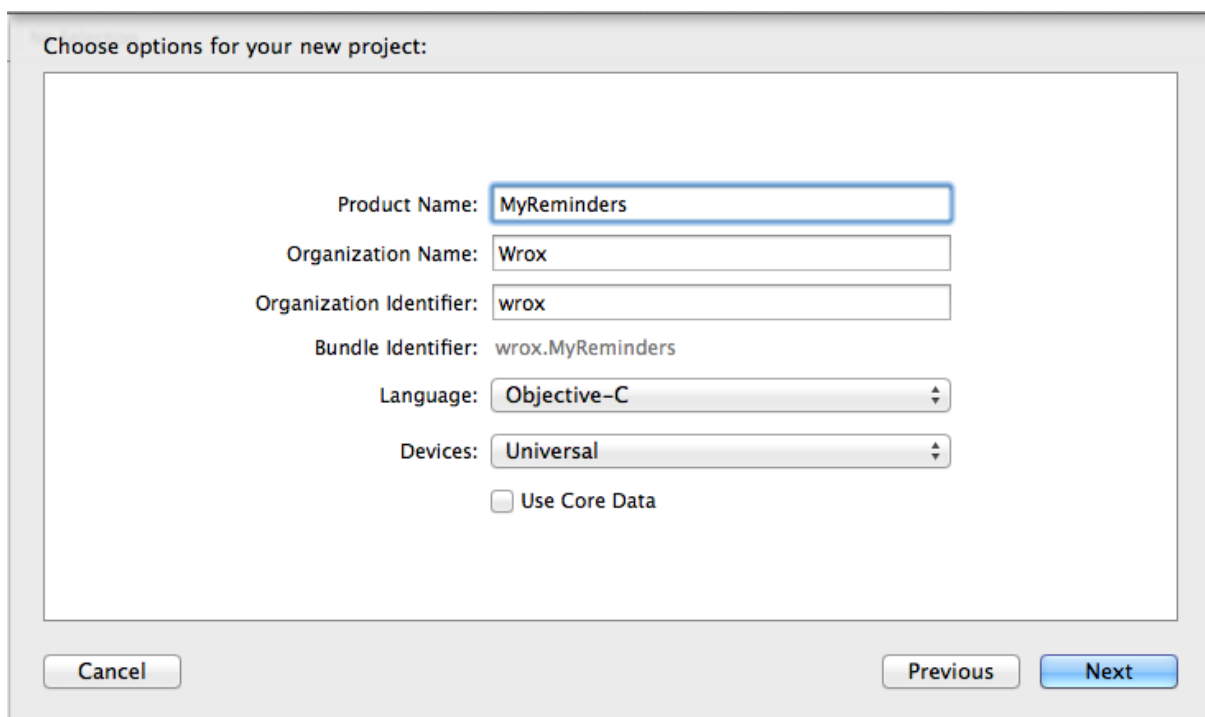 Choose options for your new project:
Product Name: MyReminders
Organization Name: Wrox
Organization Identifier: wrox
Bundle Identifier: wrox.MyReminders
Language: Objective-C
Devices: Universal
Use Core Data
Cancel Previous Next